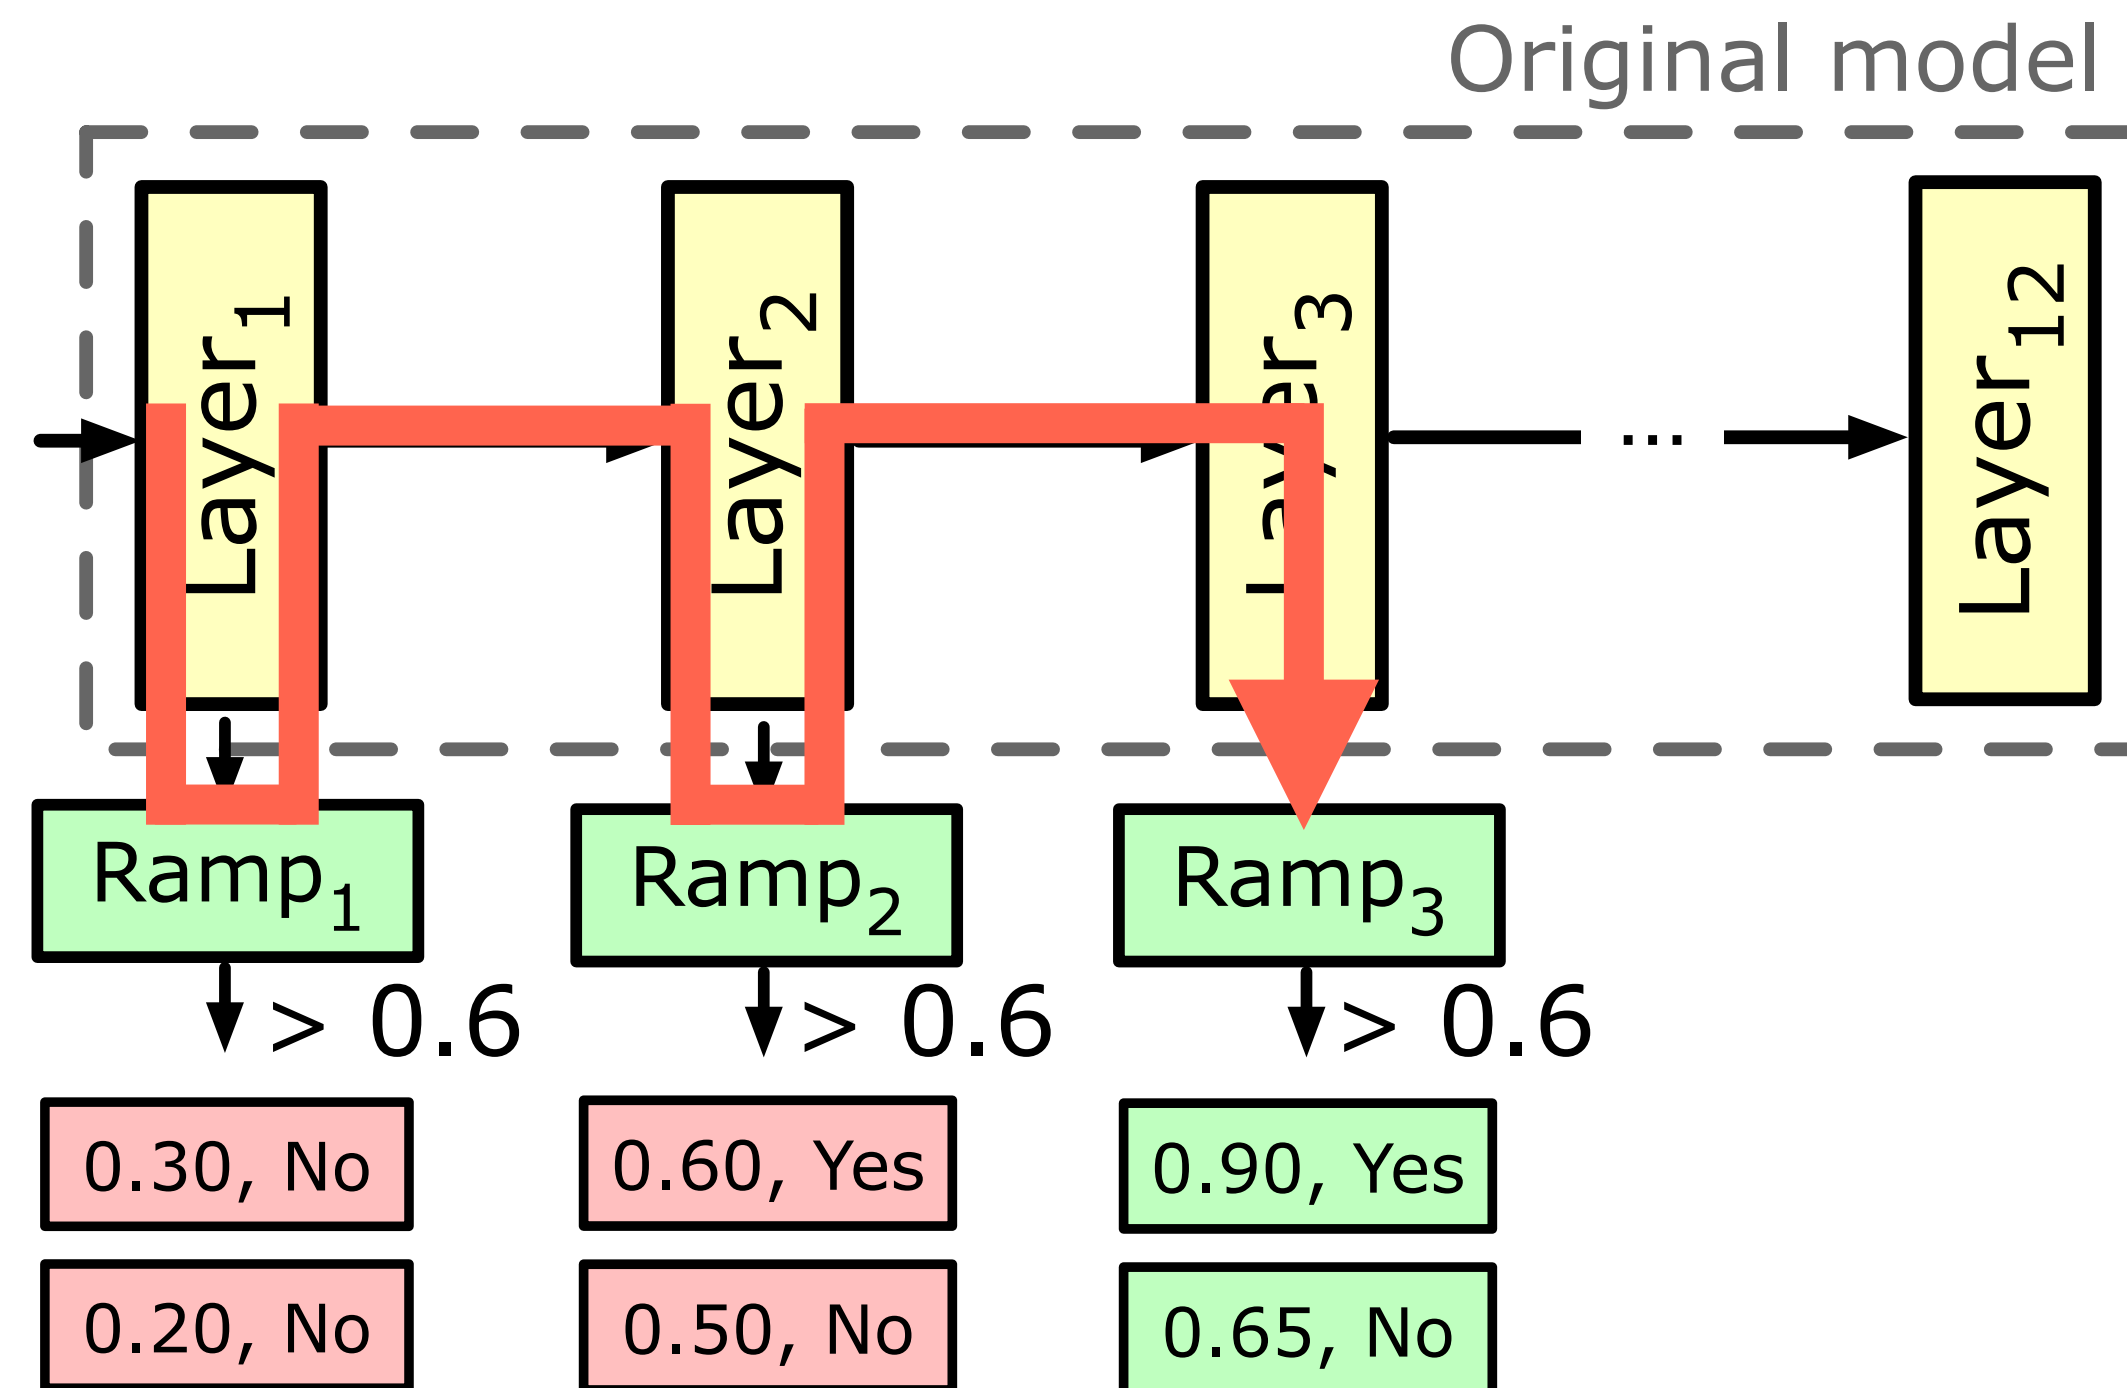 Original model
Layer1
Layer2
Layer3
...
Layer12
Ramp1
Ramp2
Ramp3
> 0.6
> 0.6
> 0.6
0.30, No
0.60, Yes
0.90, Yes
0.20, No
0.50, No
0.65, No